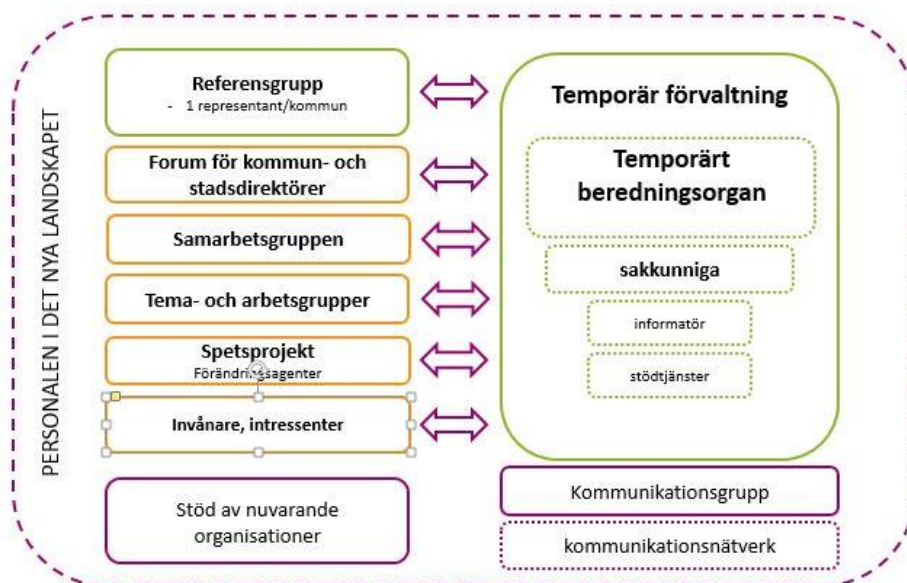 PERSONALEN I DET NYA LANDSKAPET
Referensgrupp
- 1 representant/kommun
Forum för kommun- och
stadsdirektörer
Samarbetsgruppen
Tema- och arbetsgrupper
Spetsprojekt
Förändringsagenter
Invånare, intressenter
Stöd av nuvarande
organisationer
Temporär förvaltning
Temporärt
beredningsorgan
sakkunniga
informatör
stödtjänster
Kommunikationsgrupp
kommunikationsnätverk